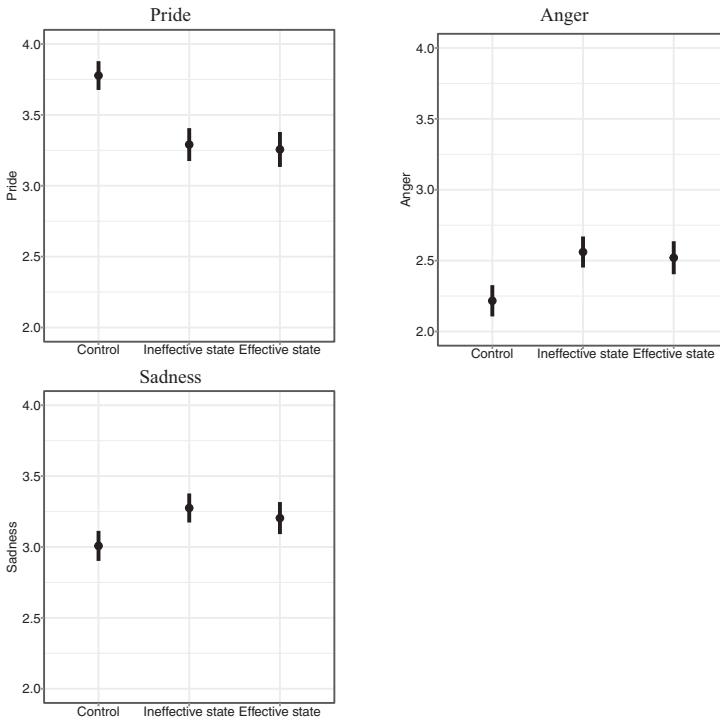 Pride
4.0
3.5
3.0
2.5
2.0
Pride
Control Ineffective state Effective state
Anger
4.0
3.5
3.0
2.5
2.0
Anger
Control Ineffective state Effective state
Sadness
4.0
3.5
3.0
2.5
2.0
Sadness
Control Ineffective state Effective state